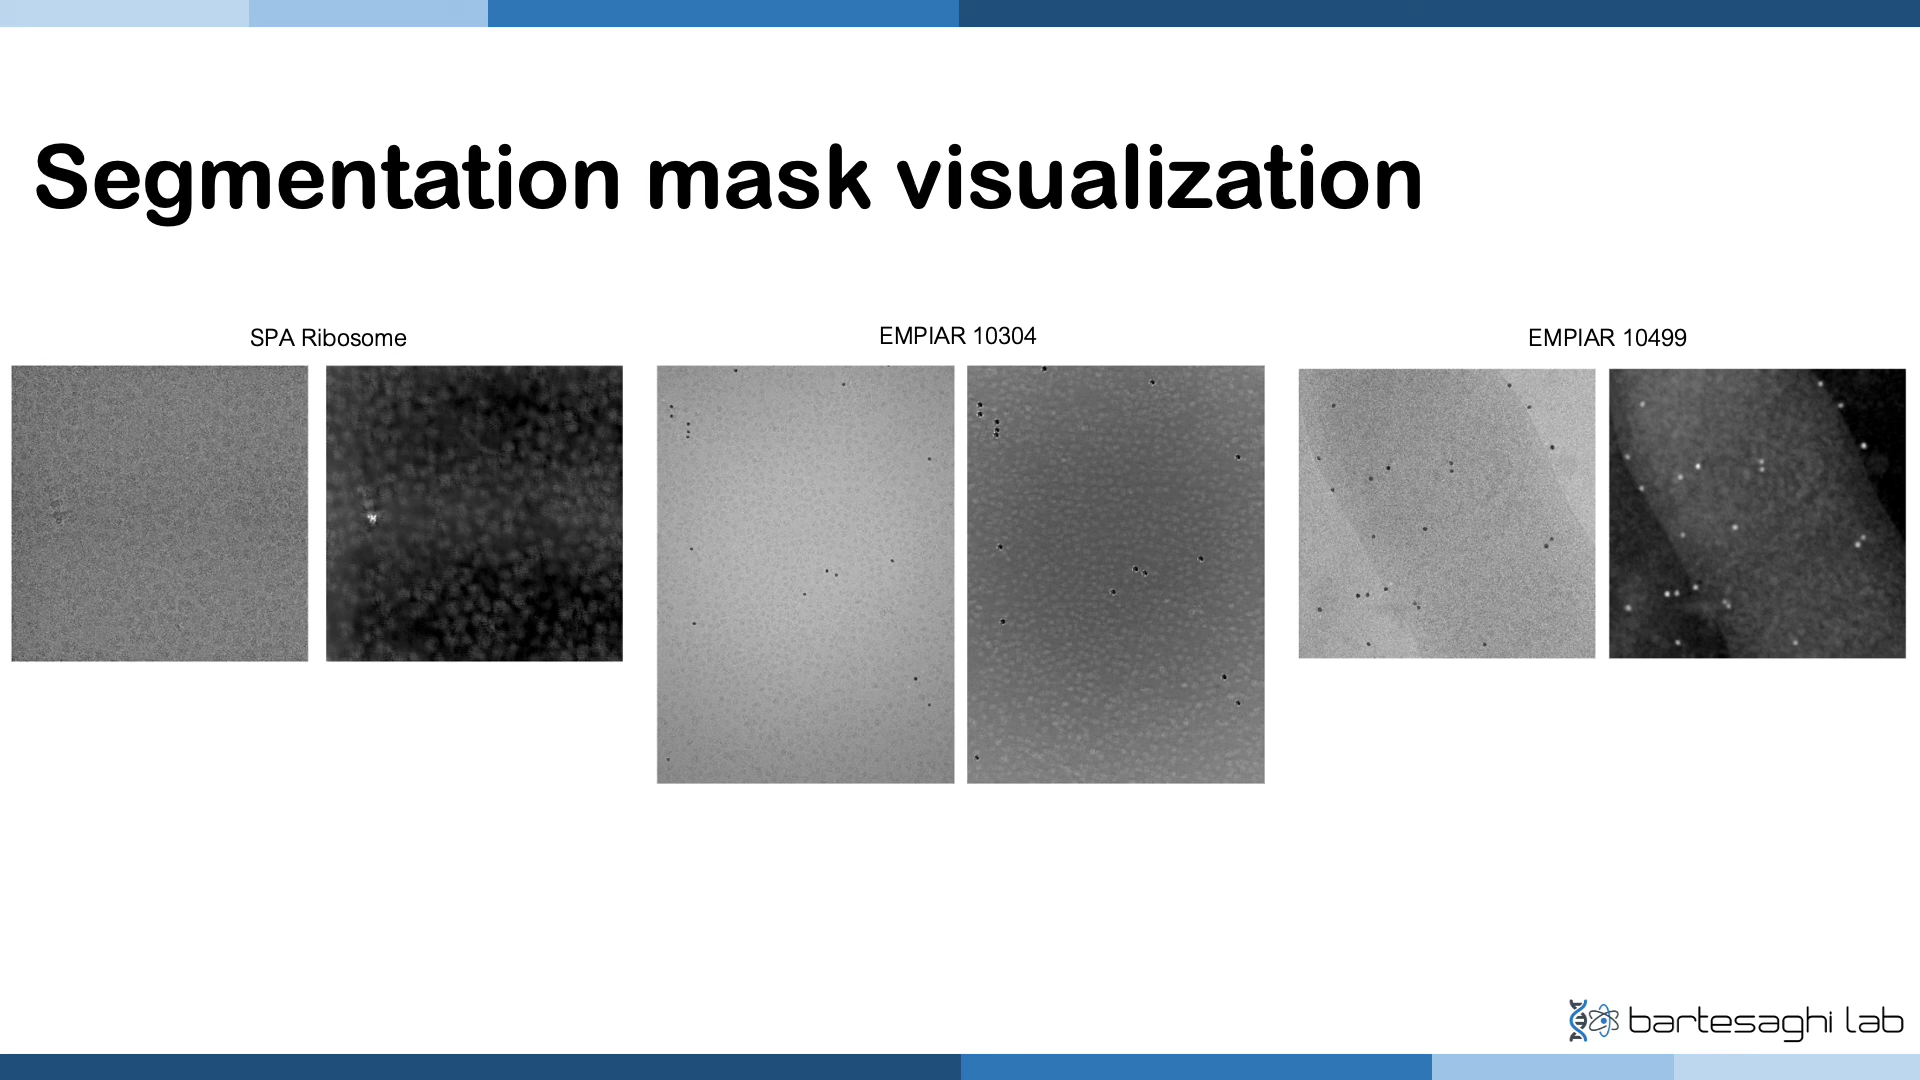 Segmentation mask visualization
SPA Ribosome
EMPIAR 10304
EMPIAR 10499
bartesaghi lab